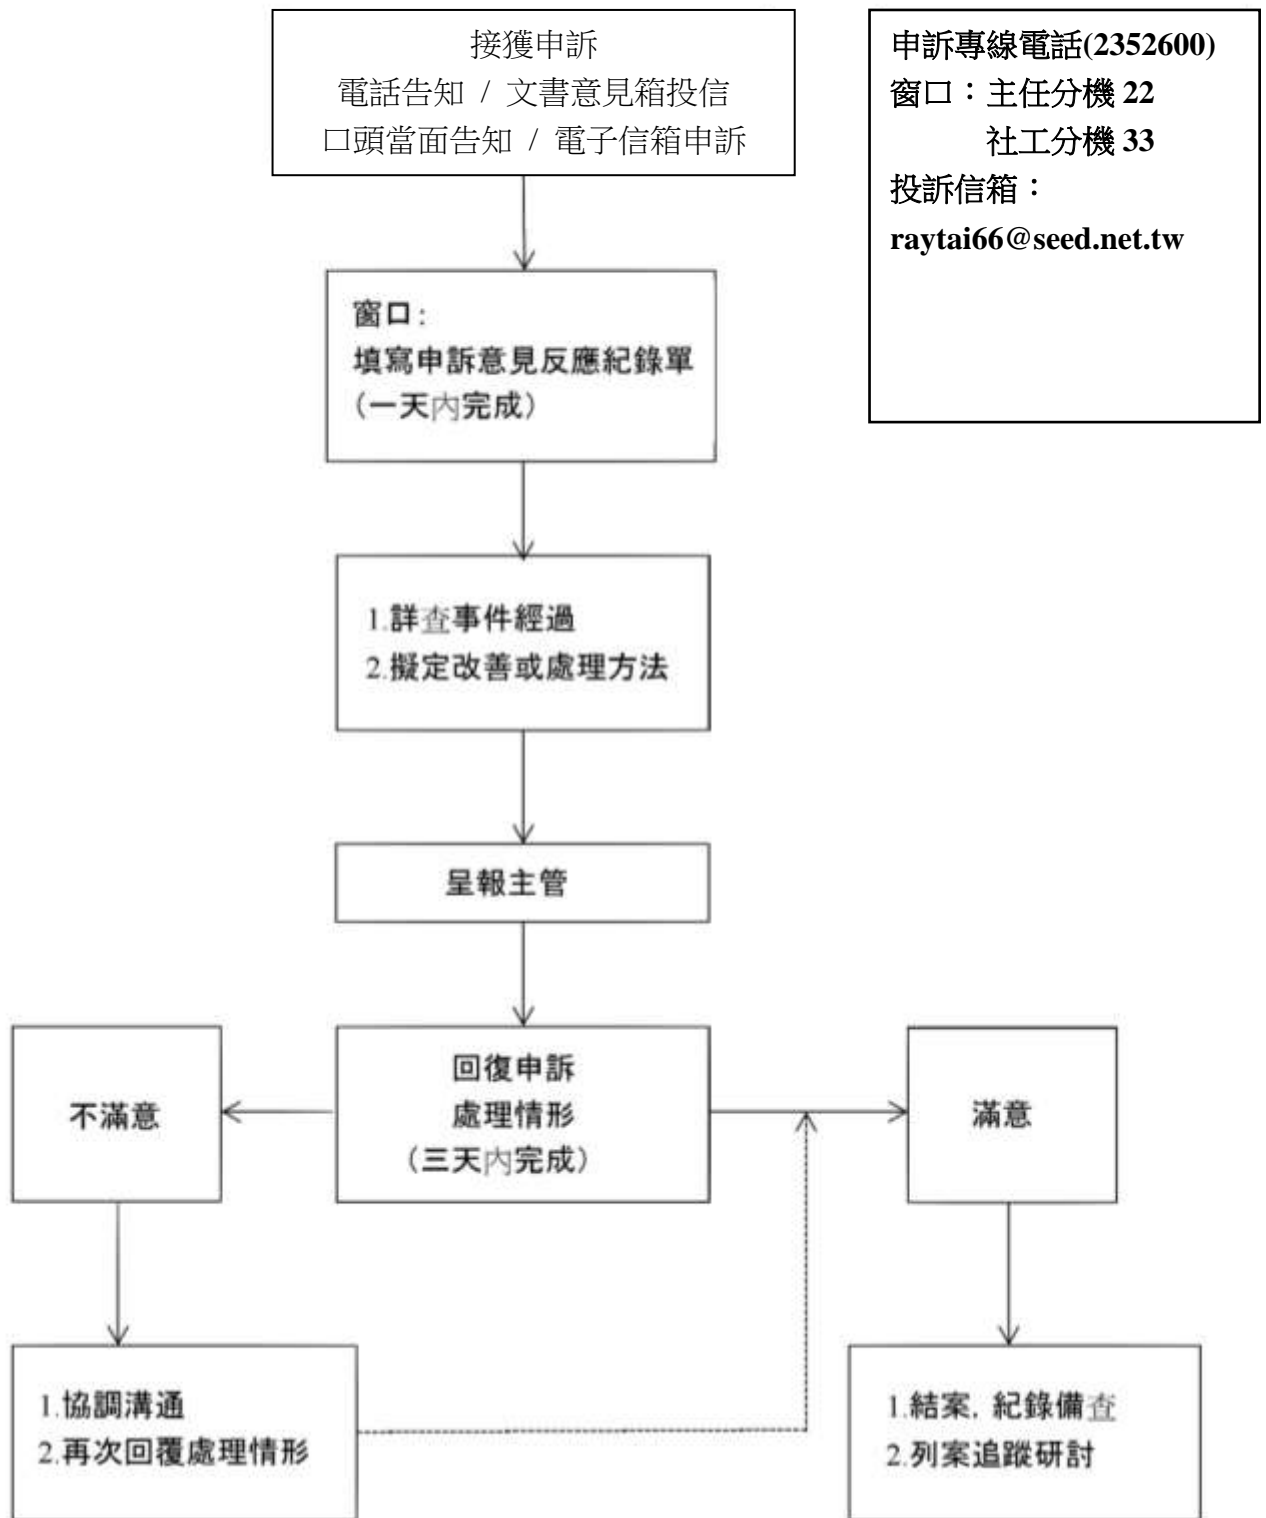 接獲申訴
電話告知 / 文書意見箱投信
口頭當面告知 / 電子信箱申訴
申訴專線電話(2352600)
窗口：主任分機 22
社工分機 33
投訴信箱：
raytai66@seed.net.tw
窗口:
填寫申訴意見反應紀錄單
(一天內完成)
1.詳查事件經過
2.擬定改善或處理方法
呈報主管
不滿意
回復申訴
處理情形
(三天內完成)
滿意
1.協調溝通
2.再次回覆處理情形
1.結案, 紀錄備查
2.列案追蹤研討